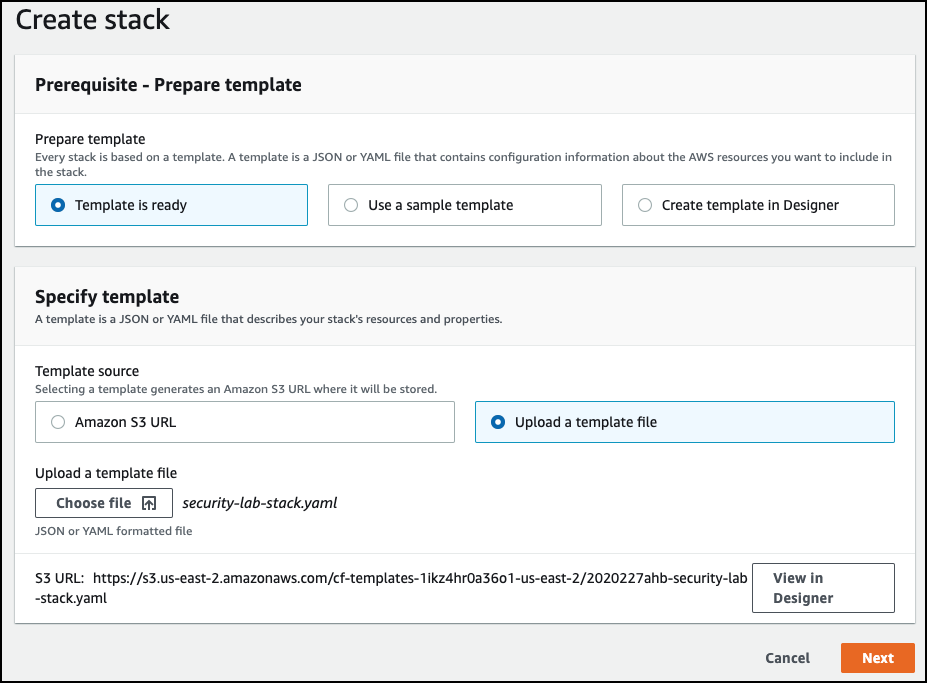 Create stack
Prerequisite - Prepare template
Prepare template
Every stack is based on a template. A template is a JSON or YAML file that contains configuration information about the AWS resources you want to include in
the stack.
Template is ready
Use a sample template
Create template in Designer
Specify template
A template is a JSON or YAML file that describes your stack's resources and properties.
Template source
Selecting a template generates an Amazon S3 URL where it will be stored.
Amazon S3 URL
Upload a template file
Upload a template file
Choose file
security-lab-stack.yaml
JSON or YAML formatted file
S3 URL: https://s3.us-east-2.amazonaws.com/cf-templates-1ikz4hr0a36o1-us-east-2/2020227ahb-security-lab
-stack.yaml
View in
Designer
Cancel
Next